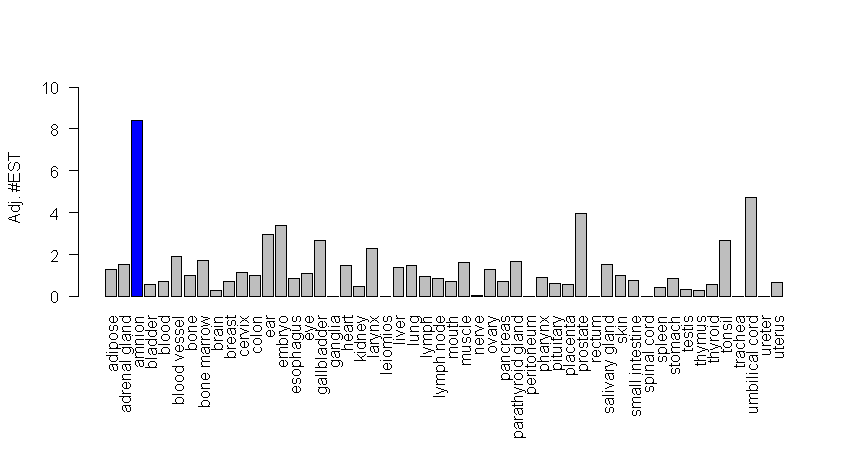 10
8
6
4
2
0
Adj. #EST
adipose
adrenal gland
amnion
bladder
blood
blood vessel
bone
bone marrow
brain
breast
cervix
colon
ear
embryo
esophagus
eye
gallbladder
ganglia
heart
kidney
larynx
leiomios
liver
lung
lymph
lymph node
mouth
muscle
nerve
ovary
pancreas
parathyroid gland
peritoneum
pharynx
pituitary
placenta
prostate
rectum
salivary gland
skin
small intestine
spinal cord
spleen
stomach
testis
thymus
thyroid
tonsil
trachea
umbilical cord
ureter
uterus